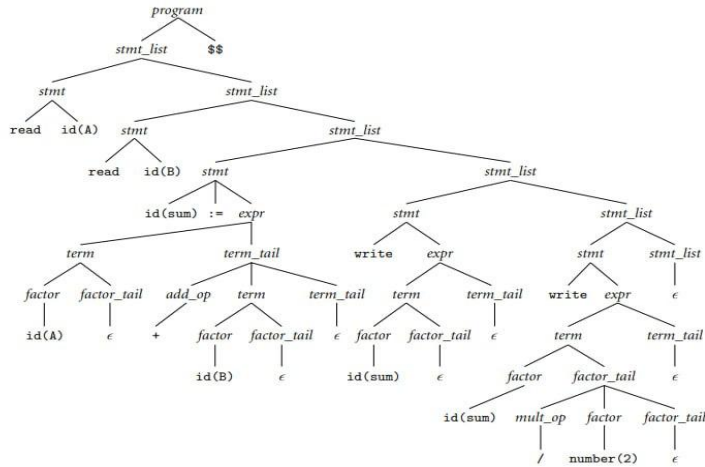 program
stmt_list $$
stmt stmt_list
read id(A) stmt stmt_list
read id(B) stmt stmt_list
id(sum) := expr stmt stmt_list
term term_tail write expr stmt stmt_list
factor factor_tail add_op term term_tail term term_tail write expr ϵ
id(A) ϵ + factor factor_tail ϵ factor factor_tail ϵ term term_tail
id(B) ϵ id(sum) ϵ factor factor_tail ϵ
id(sum) mult_op factor factor_tail
/ number(2) ϵ